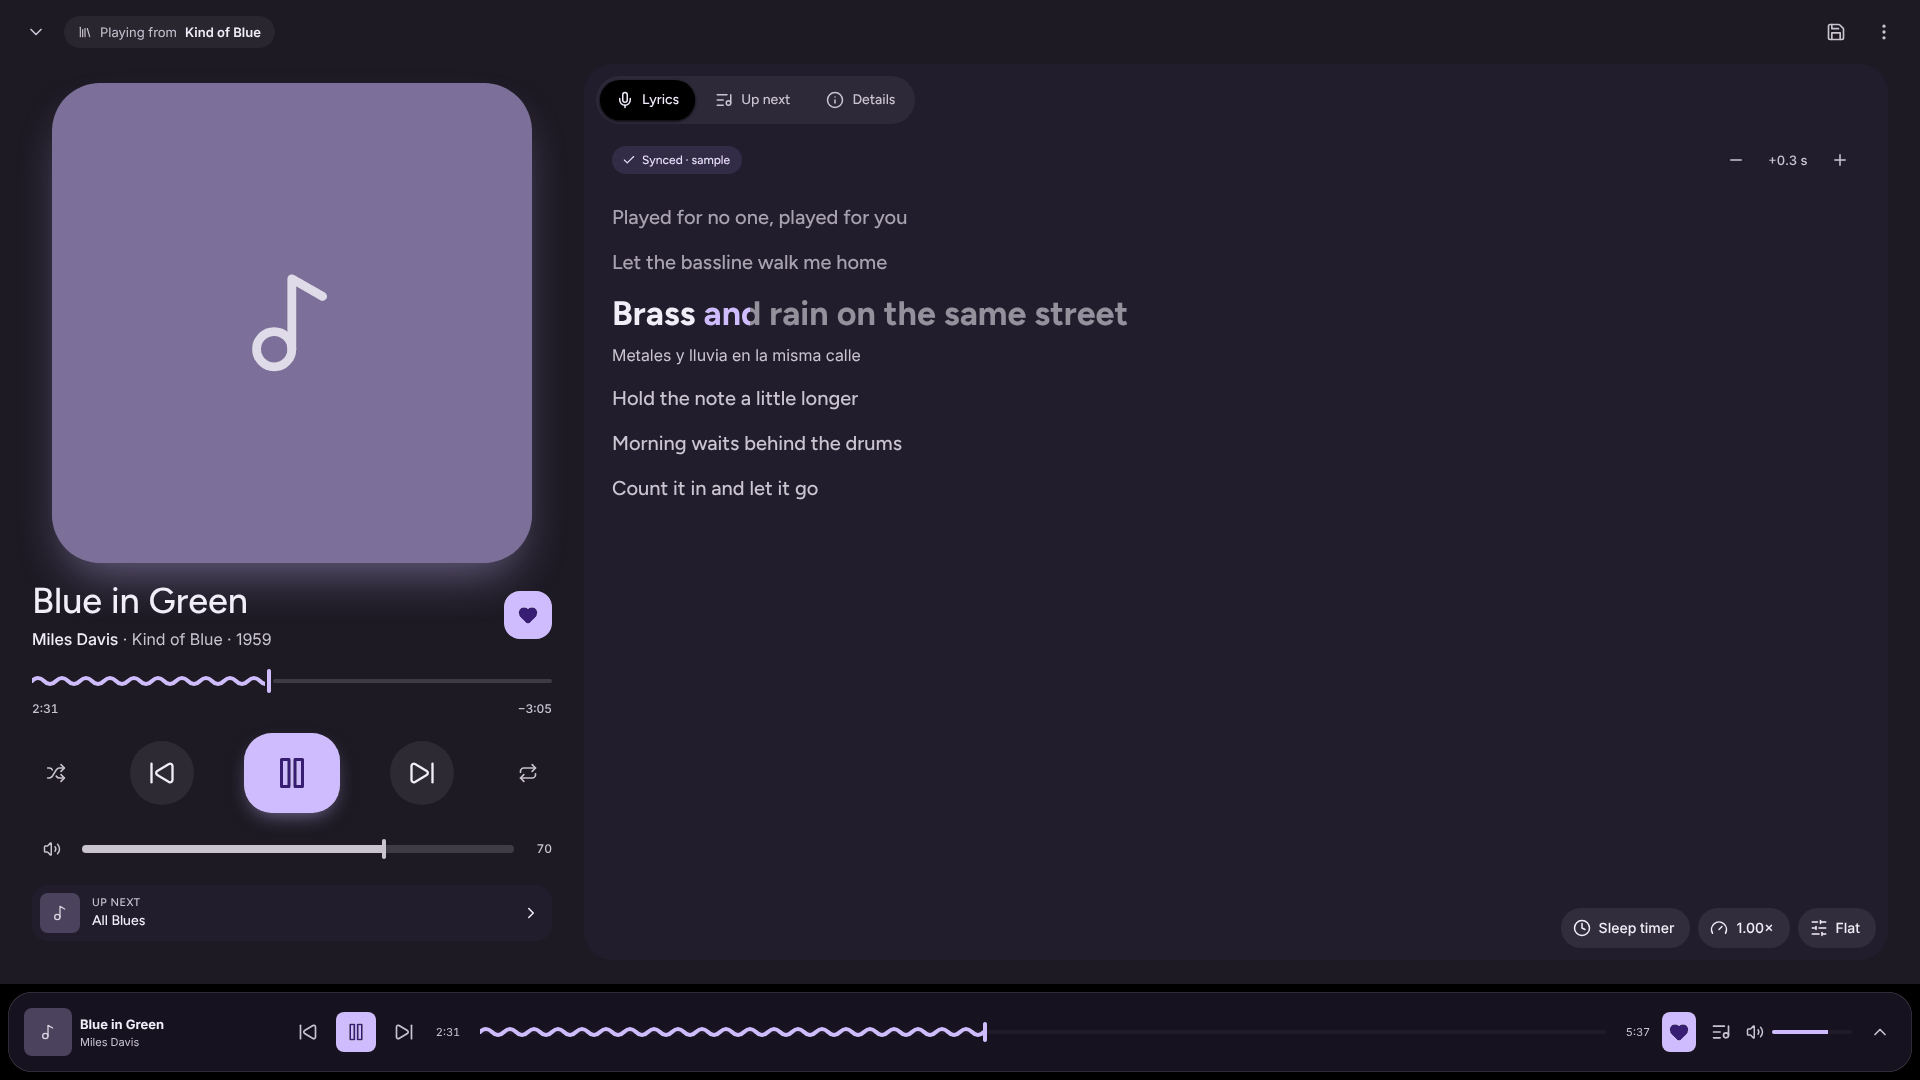 Playing from Kind of Blue
Lyrics
Up next
Details
Synced · sample
+0.3 s
Played for no one, played for you
Let the bassline walk me home
Brass and rain on the same street
Metales y lluvia en la misma calle
Hold the note a little longer
Morning waits behind the drums
Count it in and let it go
Blue in Green
Miles Davis · Kind of Blue · 1959
2:31
−3:05
70
UP NEXT
All Blues
Sleep timer
1.00×
Flat
Blue in Green
Miles Davis
2:31
5:37